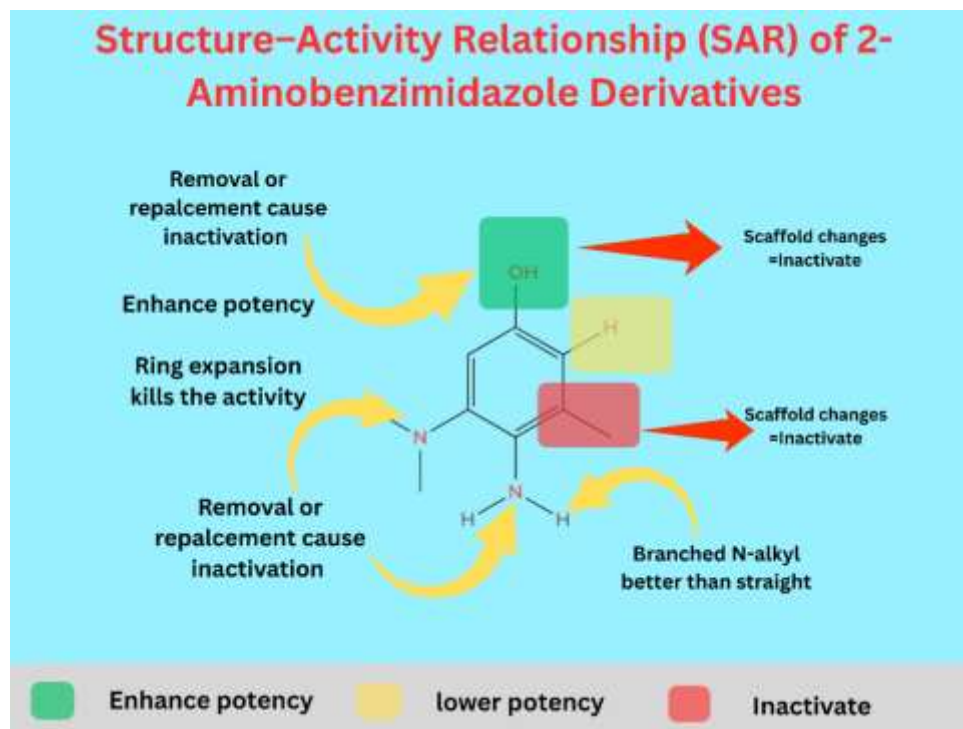 Structure–Activity Relationship (SAR) of 2-
Aminobenzimidazole Derivatives
Removal or
repalcement cause
inactivation
Enhance potency
Ring expansion
kills the activity
Removal or
repalcement cause
inactivation
OH
H
N
N
H
H
Scaffold changes
=Inactivate
Scaffold changes
=Inactivate
Branched N-alkyl
better than straight
Enhance potency
lower potency
Inactivate